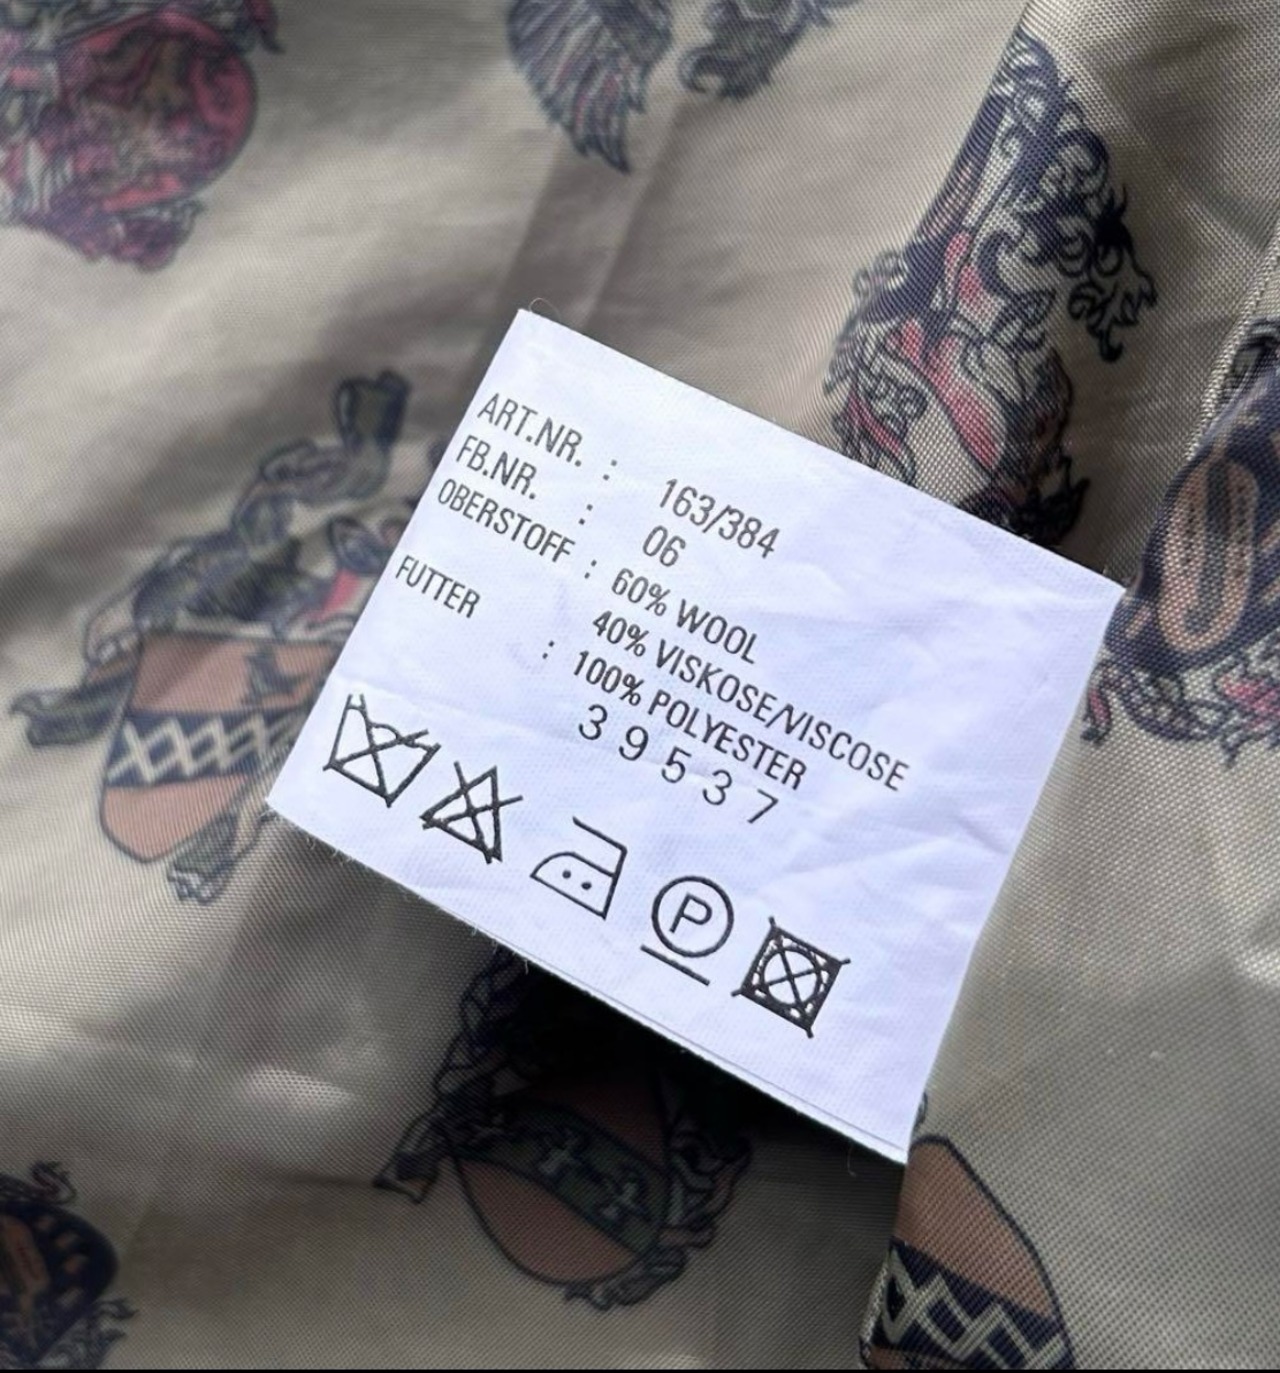 ART.NR. : 163/384
FB.NR. : 06
OBERSTOFF : 60% WOOL
40% VISKOSE/VISCOSE
FUTTER : 100% POLYESTER
39537
P